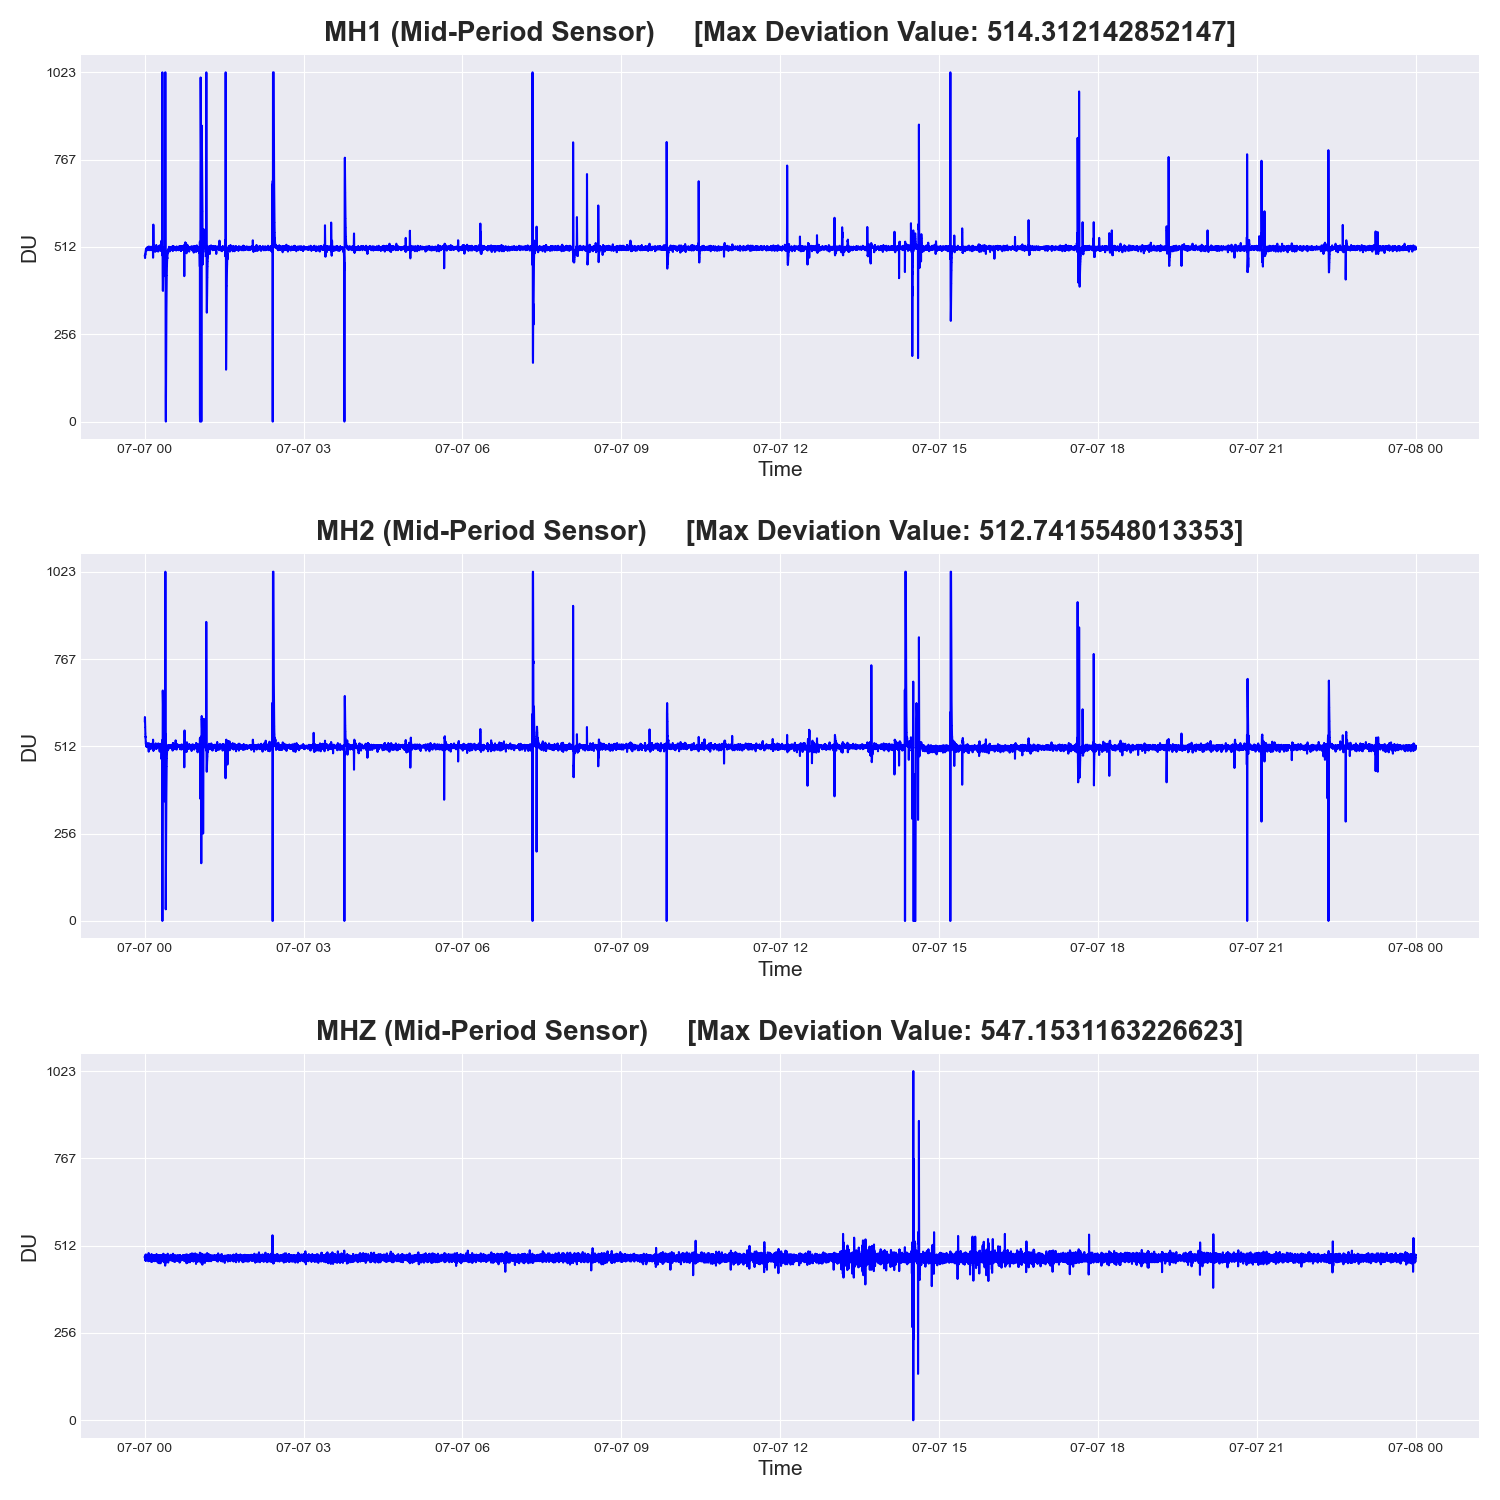 MH1 (Mid-Period Sensor)     [Max Deviation Value: 514.312142852147]
1023
767
512
256
0
DU
07-07 00 07-07 03 07-07 06 07-07 09 07-07 12 07-07 15 07-07 18 07-07 21 07-08 00
Time
MH2 (Mid-Period Sensor)     [Max Deviation Value: 512.7415548013353]
1023
767
512
256
0
DU
07-07 00 07-07 03 07-07 06 07-07 09 07-07 12 07-07 15 07-07 18 07-07 21 07-08 00
Time
MHZ (Mid-Period Sensor)     [Max Deviation Value: 547.1531163226623]
1023
767
512
256
0
DU
07-07 00 07-07 03 07-07 06 07-07 09 07-07 12 07-07 15 07-07 18 07-07 21 07-08 00
Time